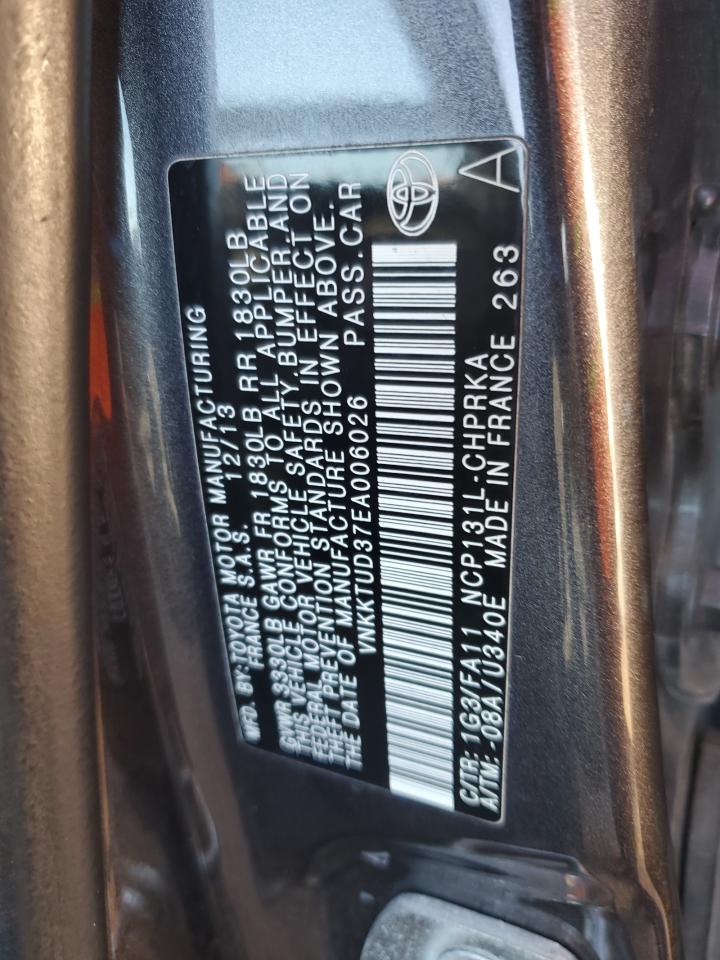 MFD. BY: TOYOTA MOTOR MANUFACTURING
FRANCE S.A.S. 12/13
GVWR 3330LB GAWR FR 1830LB RR 1830LB
THIS VEHICLE CONFORMS TO ALL APPLICABLE
FEDERAL MOTOR VEHICLE SAFETY, BUMPER, AND
THEFT PREVENTION STANDARDS IN EFFECT ON
THE DATE OF MANUFACTURE SHOWN ABOVE.
VNKKTUD37EA006026 PASS.CAR
C/TR: 1G3/FA11 NCP131L-CHPRKA
A/TM: -08A/U340E MADE IN FRANCE 263 A